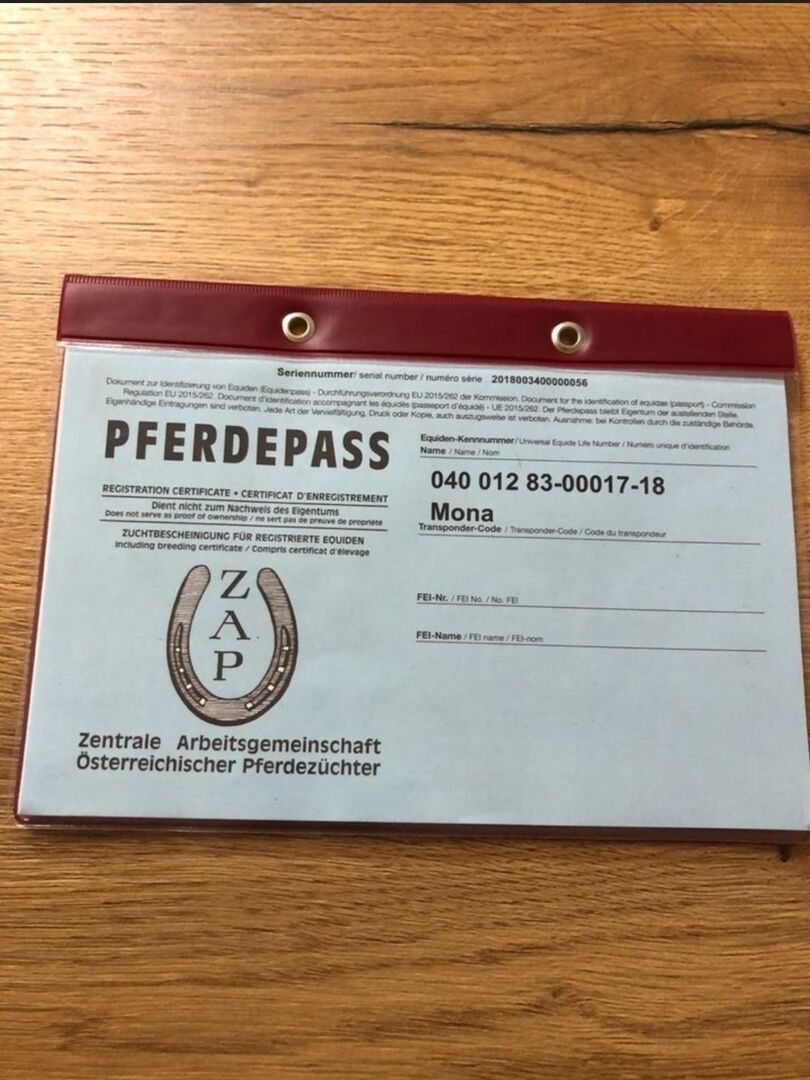 Seriennummer/ serial number / numéro série 2018003400000056
Dokument zur Identifizierung von Equiden (Equidenpass) - Durchführungsverordnung EU 2015/262 der Kommission. Document for the identification of equidas (passport) - Commission
Regulation EU 2015/262. Document d'identification accompagnant les équidés (passeport d'équidé) - UE 2015/262. Der Pferdepass bleibt Eigentum der austellenden Stelle.
Eigenhändige Eintragungen sind verboten. Jede Art der Vervielfältigung, Druck oder Kopie, auch auszugsweise ist verboten. Ausnahme: bei Kontrollen durch die zuständige Behörde.
PFERDEPASS
REGISTRATION CERTIFICATE • CERTIFICAT D'ENREGISTREMENT
Dient nicht zum Nachweis des Eigentums
Does not serve as proof of ownership / ne sert pas de preuve de propriété
ZUCHTBESCHEINIGUNG FÜR REGISTRIERTE EQUIDEN
Including breeding certificate / Compris certificat d'élevage
Z
A
P
Zentrale Arbeitsgemeinschaft
Österreichischer Pferdezüchter
Equiden-Kennnummer/ Universal Equide Life Number / Numéro unique d'identification
Name / Name / Nom
040 012 83-00017-18
Mona
Transponder-Code / Transponder-Code / Code du transpondeur
FEI-Nr. / FEI No. / No. FEI
FEI-Name / FEI name / FEI-nom